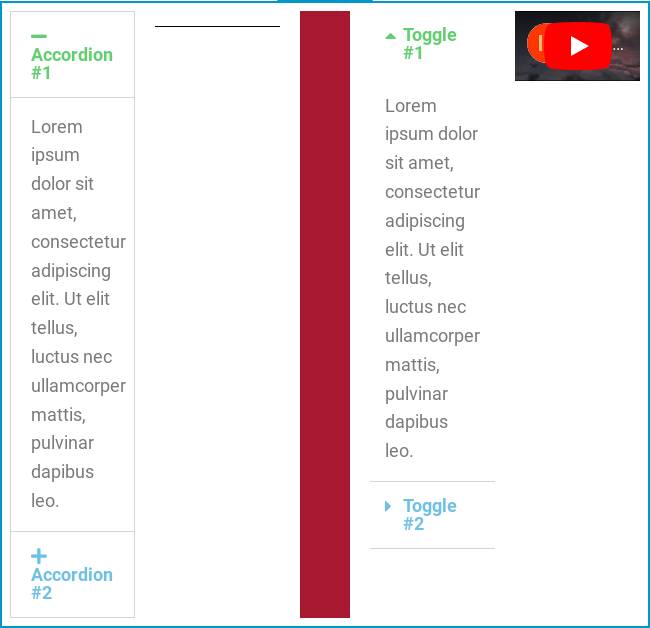 Accordion
#1
Lorem
ipsum
dolor sit
amet,
consectetur
adipiscing
elit. Ut elit
tellus,
luctus nec
ullamcorper
mattis,
pulvinar
dapibus
leo.
Accordion
#2
Toggle
#1
Lorem
ipsum dolor
sit amet,
consectetur
adipiscing
elit. Ut elit
tellus,
luctus nec
ullamcorper
mattis,
pulvinar
dapibus
leo.
Toggle
#2